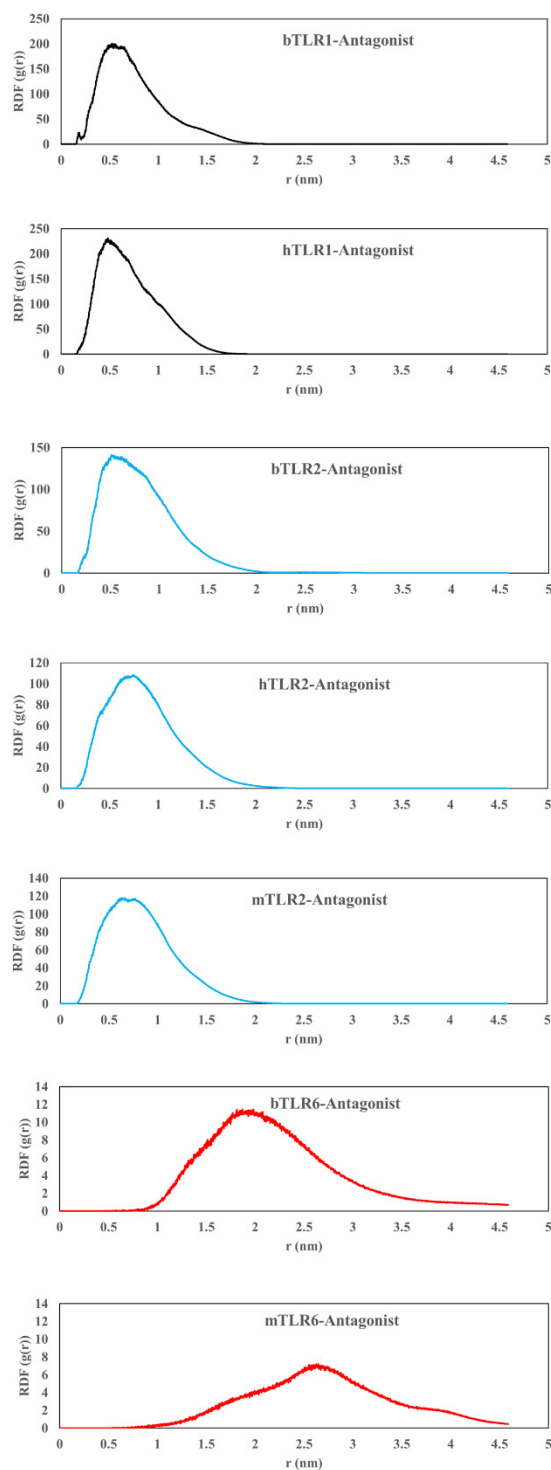 bTLR1-Antagonist
RDF (g(r))
250
200
150
100
50
0
0 0.5 1 1.5 2 2.5 3 3.5 4 4.5 5
r (nm)
hTLR1-Antagonist
RDF (g(r))
250
200
150
100
50
0
0 0.5 1 1.5 2 2.5 3 3.5 4 4.5 5
r (nm)
bTLR2-Antagonist
RDF (g(r))
150
100
50
0
0 0.5 1 1.5 2 2.5 3 3.5 4 4.5 5
r (nm)
hTLR2-Antagonist
RDF (g(r))
120
100
80
60
40
20
0
0 0.5 1 1.5 2 2.5 3 3.5 4 4.5 5
r (nm)
mTLR2-Antagonist
RDF (g(r))
140
120
100
80
60
40
20
0
0 0.5 1 1.5 2 2.5 3 3.5 4 4.5 5
r (nm)
bTLR6-Antagonist
RDF (g(r))
14
12
10
8
6
4
2
0
0 0.5 1 1.5 2 2.5 3 3.5 4 4.5 5
r (nm)
mTLR6-Antagonist
RDF (g(r))
14
12
10
8
6
4
2
0
0 0.5 1 1.5 2 2.5 3 3.5 4 4.5 5
r (nm)